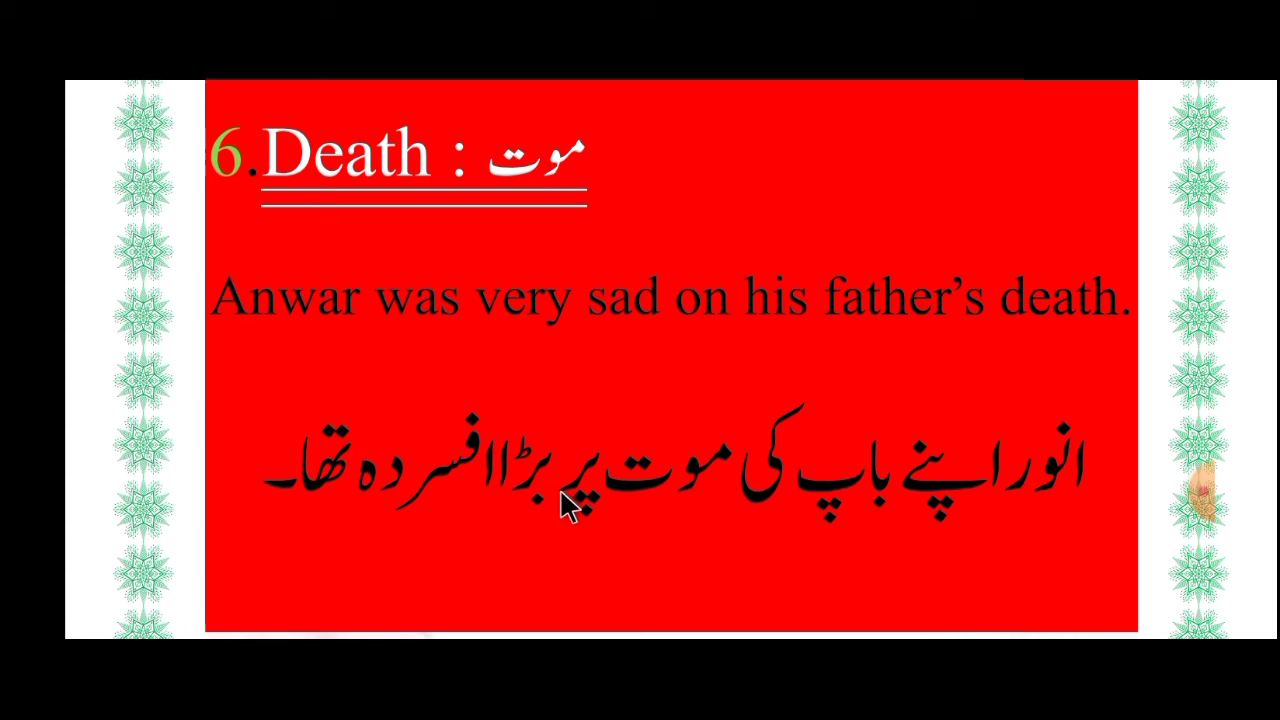 6.Death : موت
Anwar was very sad on his father’s death.
انور اپنے باپ کی موت پر بڑا افسردہ تھا۔